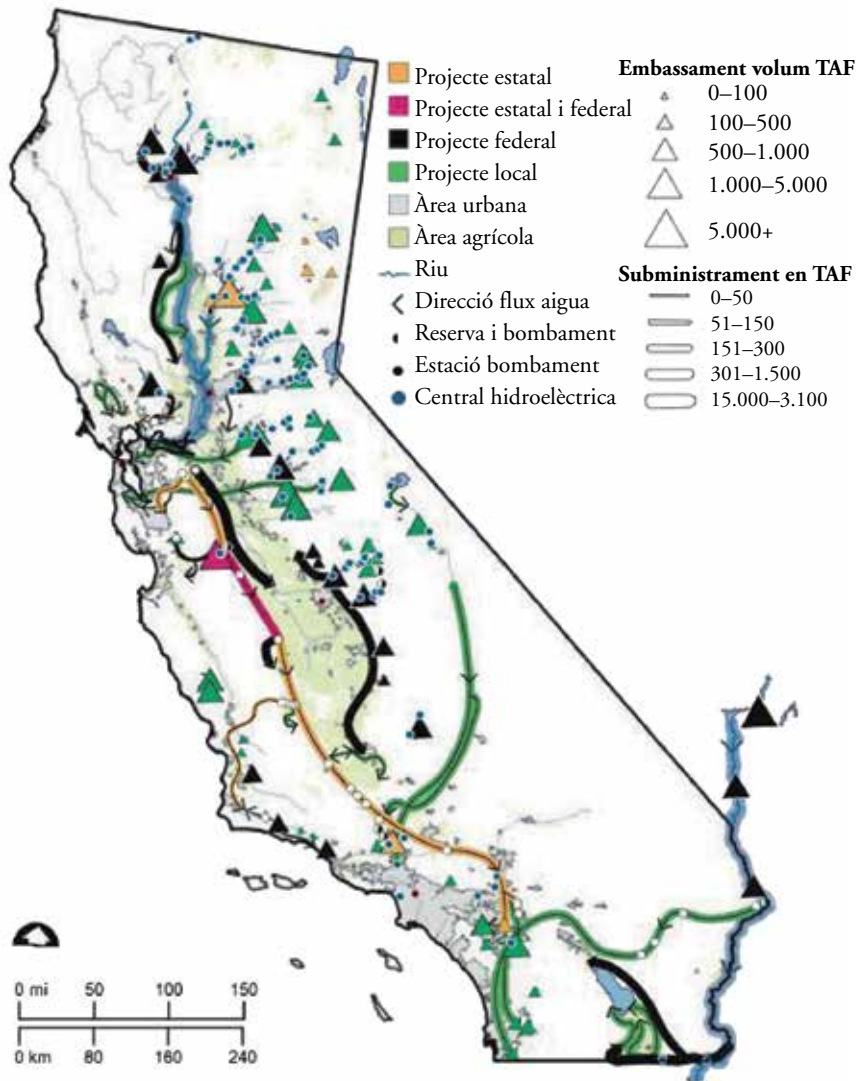 Projecte estatal
Projecte estatal i federal
Projecte federal
Projecte local
Àrea urbana
Àrea agrícola
Riu
Direcció flux aigua
Reserva i bombament
Estació bombament
Central hidroelèctrica
Embassament volum TAF
0–100
100–500
500–1.000
1.000–5.000
5.000+
Subministrament en TAF
0–50
51–150
151–300
301–1.500
15.000–3.100
0 mi 50 100 150
0 km 80 160 240